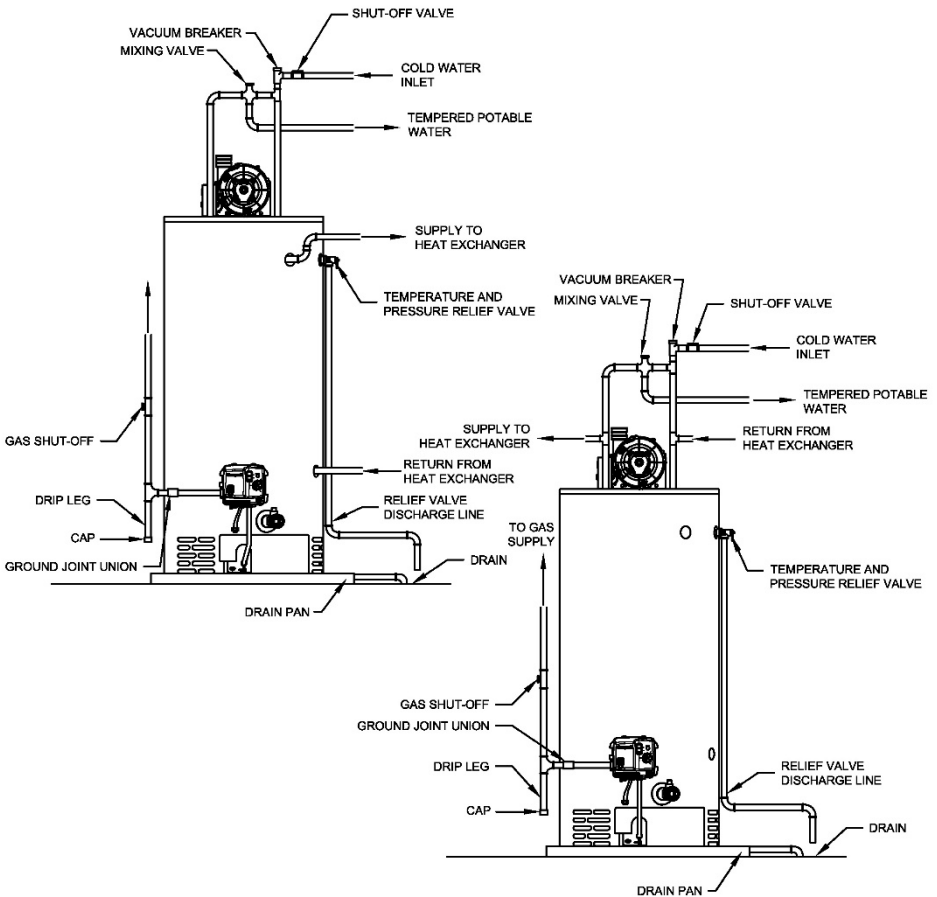 SHUT-OFF VALVE
VACUUM BREAKER
MIXING VALVE
COLD WATER
INLET
TEMPERED POTABLE
WATER
SUPPLY TO
HEAT EXCHANGER
TEMPERATURE AND
PRESSURE RELIEF VALVE
GAS SHUT-OFF
RETURN FROM
HEAT EXCHANGER
DRIP LEG
RELIEF VALVE
DISCHARGE LINE
CAP
GROUND JOINT UNION
DRAIN
DRAIN PAN
VACUUM BREAKER
MIXING VALVE
SHUT-OFF VALVE
COLD WATER
INLET
TEMPERED POTABLE
WATER
SUPPLY TO
HEAT EXCHANGER
RETURN FROM
HEAT EXCHANGER
TO GAS
SUPPLY
TEMPERATURE AND
PRESSURE RELIEF VALVE
GAS SHUT-OFF
GROUND JOINT UNION
DRIP LEG
RELIEF VALVE
DISCHARGE LINE
CAP
DRAIN
DRAIN PAN